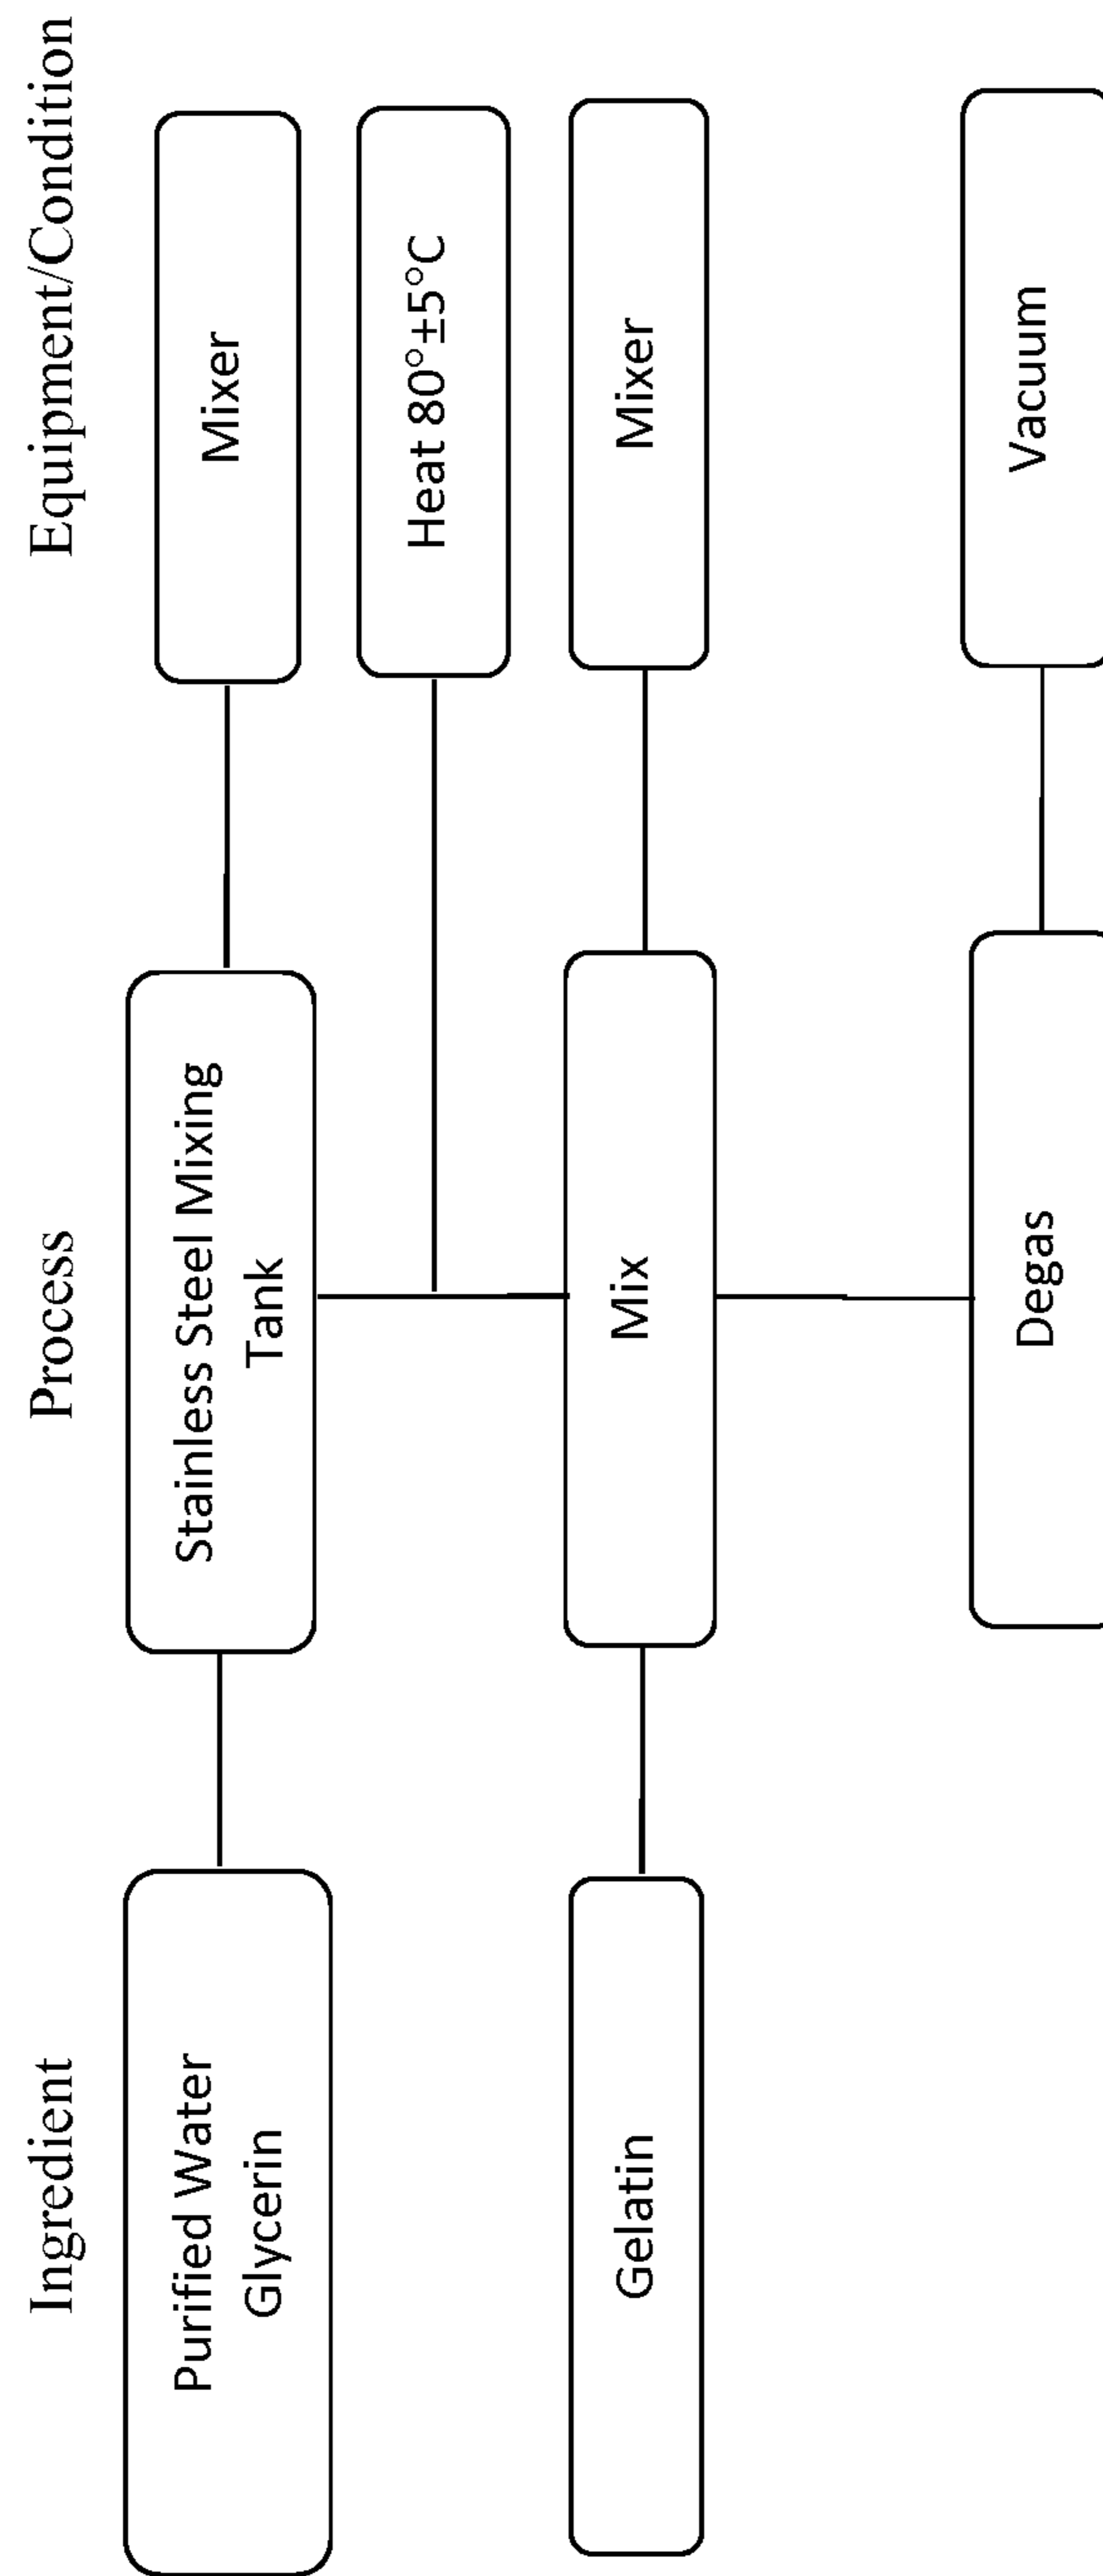 Ingredient
Process
Equipment/Condition
Purified Water
Glycerin
Stainless Steel Mixing
Tank
Mixer
Heat 80°±5°C
Gelatin
Mix
Mixer
Degas
Vacuum